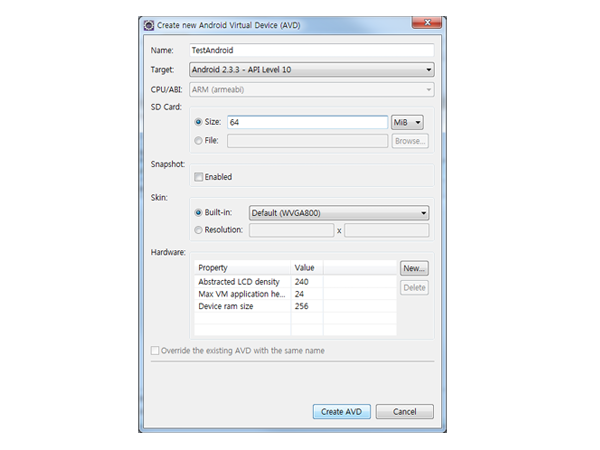 Create new Android Virtual Device (AVD)
Name: TestAndroid
Target: Android 2.3.3 - API Level 10
CPU/ABI: ARM (armeabi)
SD Card:
Size: 64 MiB
File: Browse...
Snapshot:
Enabled
Skin:
Built-in: Default (WVGA800)
Resolution: x
Hardware:
Property Value New...
Abstracted LCD density 240
Delete
Max VM application he... 24
Device ram size 256
Override the existing AVD with the same name
Create AVD Cancel